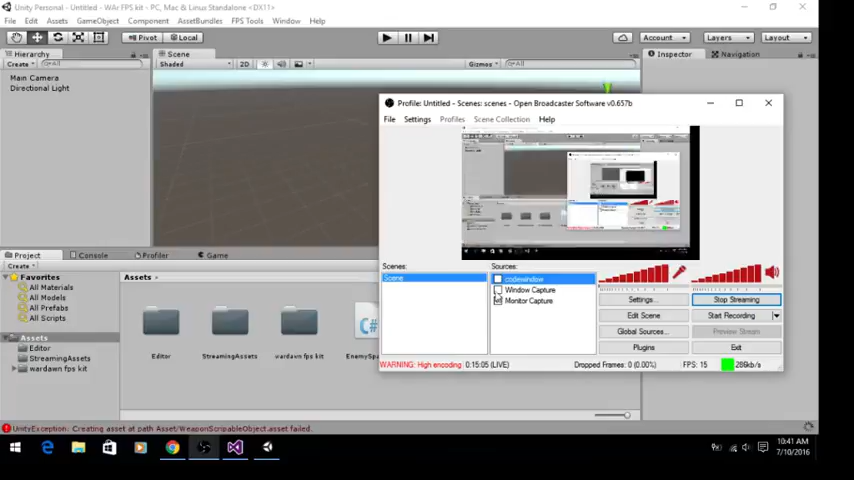 Unity Personal - Untitled - WAr FPS kit - PC, Mac & Linux Standalone <DX11>
File Edit Assets GameObject Component AssetBundles FPS Tools Window Help
Pivot Local Account Layers Layout
Hierarchy Scene Inspector Navigation
Create Shaded 2D Gizmos
Main Camera
Directional Light
Profile: Untitled - Scenes: scenes - Open Broadcaster Software v0.657b
File Settings Profiles Scene Collection Help
Scenes: Sources:
Scene
codewindow
Window Capture
Monitor Capture
Settings... Stop Streaming
Edit Scene Start Recording
Global Sources... Preview Stream
Plugins Exit
WARNING: High encoding 0:15:05 (LIVE) Dropped Frames: 0 (0.00%) FPS: 15 286kb/s
Project Console Profiler Game
Create
Favorites
All Materials
All Models
All Prefabs
All Scripts
Assets
Editor
StreamingAssets
wardawn fps kit
Assets
Editor StreamingAssets wardawn fps kit
UnityException: Creating asset at path Asset/WeaponScripableObject.asset failed.
10:41 AM
7/10/2016